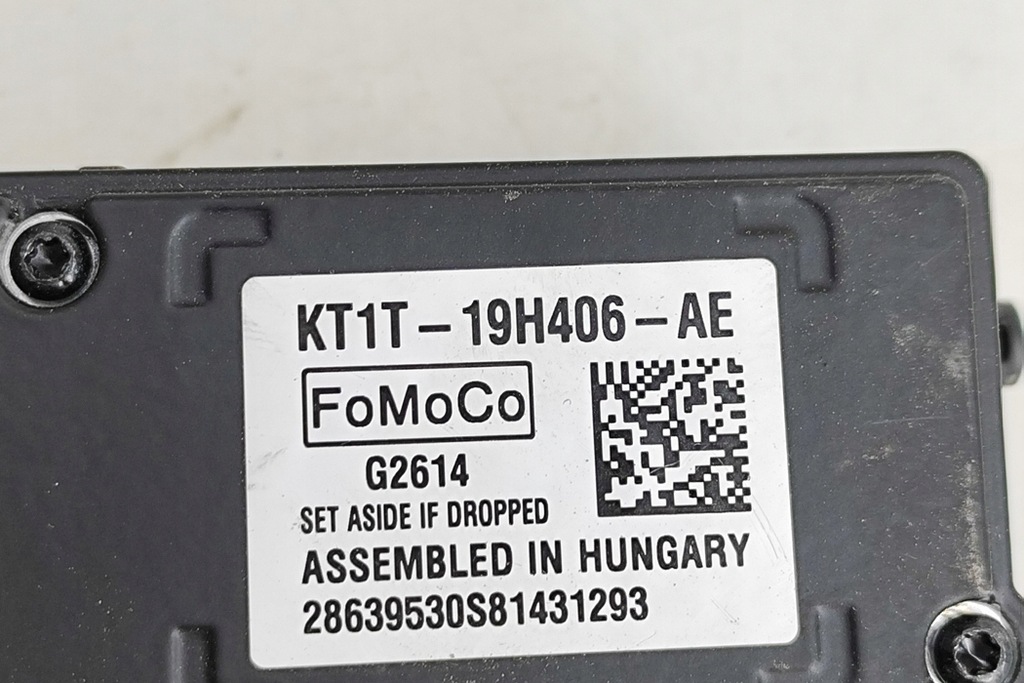 KT1T-19H406-AE
FoMoCo
G2614
SET ASIDE IF DROPPED
ASSEMBLED IN HUNGARY
28639530S81431293